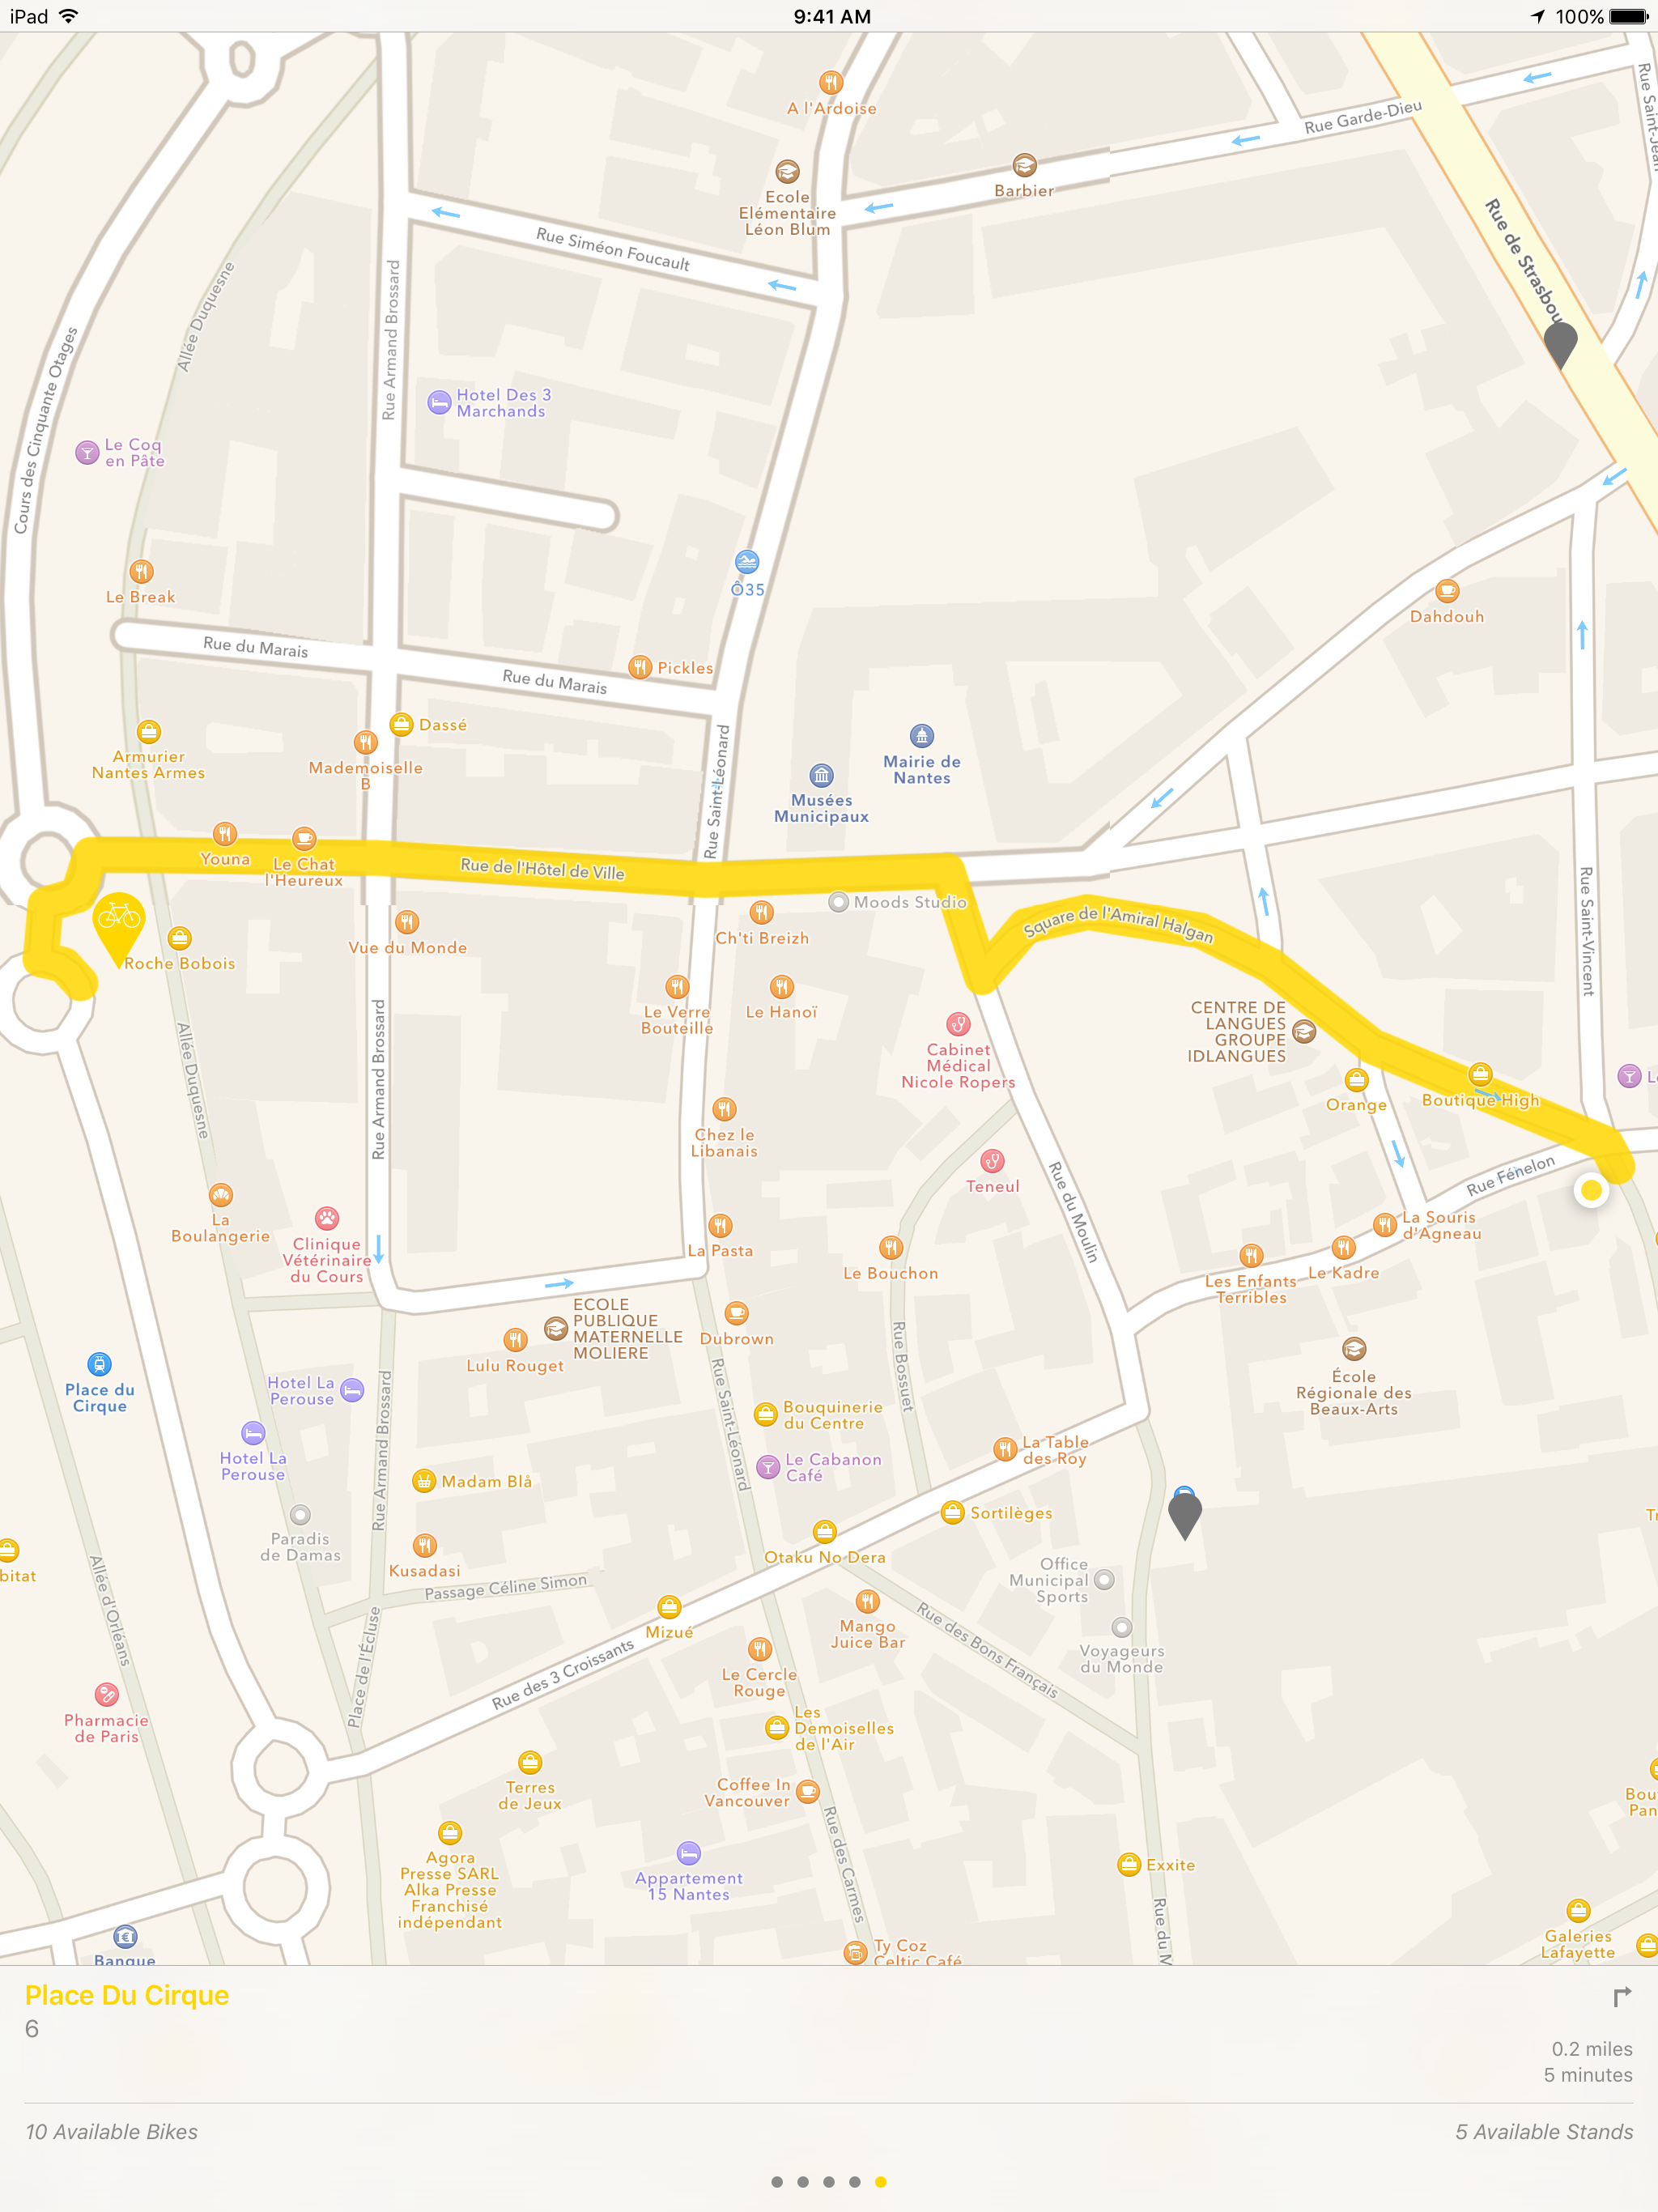 iPad
9:41 AM
100%
A l'Ardoise
Rue Garde-Dieu
Ecole
Elémentaire
Léon Blum
Barbier
Rue Siméon Foucault
Rue de Strasbou
Allée Duquesne
Rue Armand Brossard
Cours des Cinquante Otages
Hotel Des 3
Marchands
Le Coq
en Pâte
Le Break
Ô35
Dahdouh
Rue du Marais
Rue du Marais
Pickles
Dassé
Armurier
Nantes Armes
Mademoiselle
B
Mairie de
Nantes
Musées
Municipaux
Rue Saint-Léonard
Youna
Le Chat
l'Heureux
Rue de l'Hôtel de Ville
Moods Studio
Square de l'Amiral Halgan
Rue Saint-Vincent
Roche Bobois
Vue du Monde
Ch'ti Breizh
Le Verre
Bouteille
Le Hanoï
Cabinet
Médical
Nicole Ropers
CENTRE DE
LANGUES
GROUPE
IDLANGUES
Orange
Boutique High
Allée Duquesne
Rue Armand Brossard
Chez le
Libanais
Teneul
Rue du Moulin
Rue Fénelon
La
Boulangerie
Clinique
Vétérinaire
du Cours
La Pasta
Le Bouchon
La Souris
d'Agneau
Le Kadre
Les Enfants
Terribles
ECOLE
PUBLIQUE
MATERNELLE
MOLIERE
Lulu Rouget
Dubrown
Rue Bossuet
École
Régionale des
Beaux-Arts
Place du
Cirque
Hotel La
Perouse
Hotel La
Perouse
Rue Armand Brossard
Rue Saint-Léonard
Bouquinerie
du Centre
Le Cabanon
Café
La Table
des Roy
Madam Blå
Sortilèges
Paradis
de Damas
Kusadasi
Otaku No Dera
Office
Municipal
Sports
bitat
Allée d'Orléans
Passage Céline Simon
Place de l'Écluse
Mizué
Mango
Juice Bar
Rue des Bons Français
Voyageurs
du Monde
Rue des 3 Croissants
Le Cercle
Rouge
Pharmacie
de Paris
Les
Demoiselles
de l'Air
Terres
de Jeux
Coffee In
Vancouver
Rue des Carmes
Bou
Pan
Agora
Presse SARL
Alka Presse
Franchisé
indépendant
Appartement
15 Nantes
Exxite
Rue du M
Galeries
Lafayette
Banque
Ty Coz
Celtic Café
Place Du Cirque
6
0.2 miles
5 minutes
10 Available Bikes
5 Available Stands